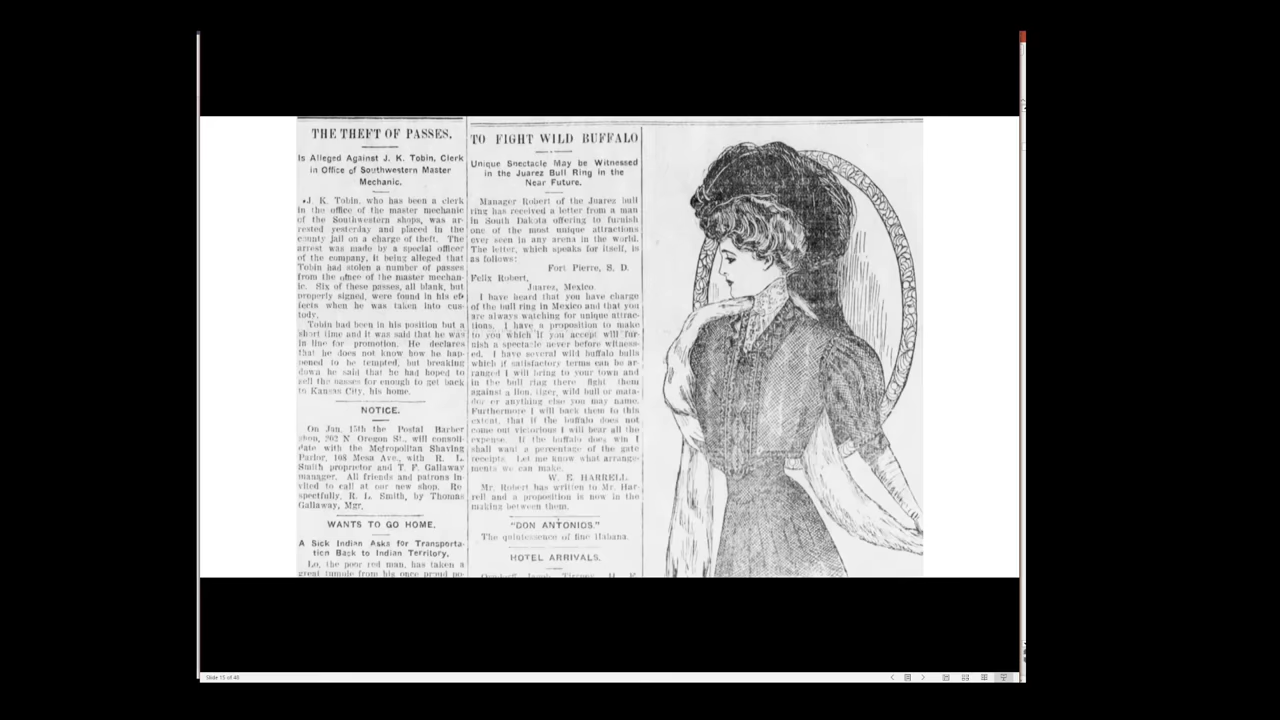 THE THEFT OF PASSES.
Is Alleged Against J. K. Tobin, Clerk
in Office of Southwestern Master
Mechanic.
J. K. Tobin, who has been a clerk
in the office of the master mechanic
of the Southwestern shops, was ar-
rested yesterday and placed in the
county jail on a charge of theft. The
arrest was made by a special officer
of the company, it being alleged that
Tobin had stolen a number of passes
from the office of the master mechan-
ic. Six of these passes, all blank, but
properly signed, were found in his ef-
fects when he was taken into cus-
tody.
Tobin had been in his position but a
short time and it was said that he was
in line for promotion. He declares
that he does not know how he hap-
pened to be tempted, but breaking
down he said that he had hoped to
sell the passes for enough to get back
to Kansas City, his home.
NOTICE.
On Jan. 15th the Postal Barber
shop, 202 N Oregon St., will consoli-
date with the Metropolitan Shaving
Parlor, 108 Mesa Ave., with R. L.
Smith proprietor and T. F. Gallaway
manager. All friends and patrons in-
vited to call at our new shop. Re
spectfully, R. L. Smith, by Thomas
Gallaway, Mgr.
WANTS TO GO HOME.
A Sick Indian Asks for Transporta-
tion Back to Indian Territory.
Lo, the poor red man, has taken a
great tumble from his once proud po-
TO FIGHT WILD BUFFALO
Unique Snectacle May be Witnessed
in the Juarez Bull Ring in the
Near Future.
Manager Robert of the Juarez bull
ring has received a letter from a man
in South Dakota offering to furnish
one of the most unique attractions
ever seen in any arena in the world.
The letter, which speaks for itself, is
as follows:
Fort Pierre, S. D.
Felix Robert,
Juarez, Mexico.
I have heard that you have charge
of the bull ring in Mexico and that you
are always watching for unique attrac-
tions. I have a proposition to make
to you which if you accept will fur-
nish a spectacle never before witness-
ed. I have several wild buffalo bulls
which if satisfactory terms can be ar-
ranged I will bring to your town and
in the bull ring there fight them
against a lion, tiger, wild bull or mata-
dor or anything else you may name.
Furthermore I will back them to this
extent, that if the buffalo does not
come out victorious I will bear all the
expense. If the buffalo does win I
shall want a percentage of the gate
receipts. Let me know what arrange-
ments we can make.
W. E. HARRELL.
Mr. Robert has written to Mr. Har-
rell and a proposition is now in the
making between them.
"DON ANTONIOS."
The quintessence of fine Habana.
HOTEL ARRIVALS.
Slide 15 of 40